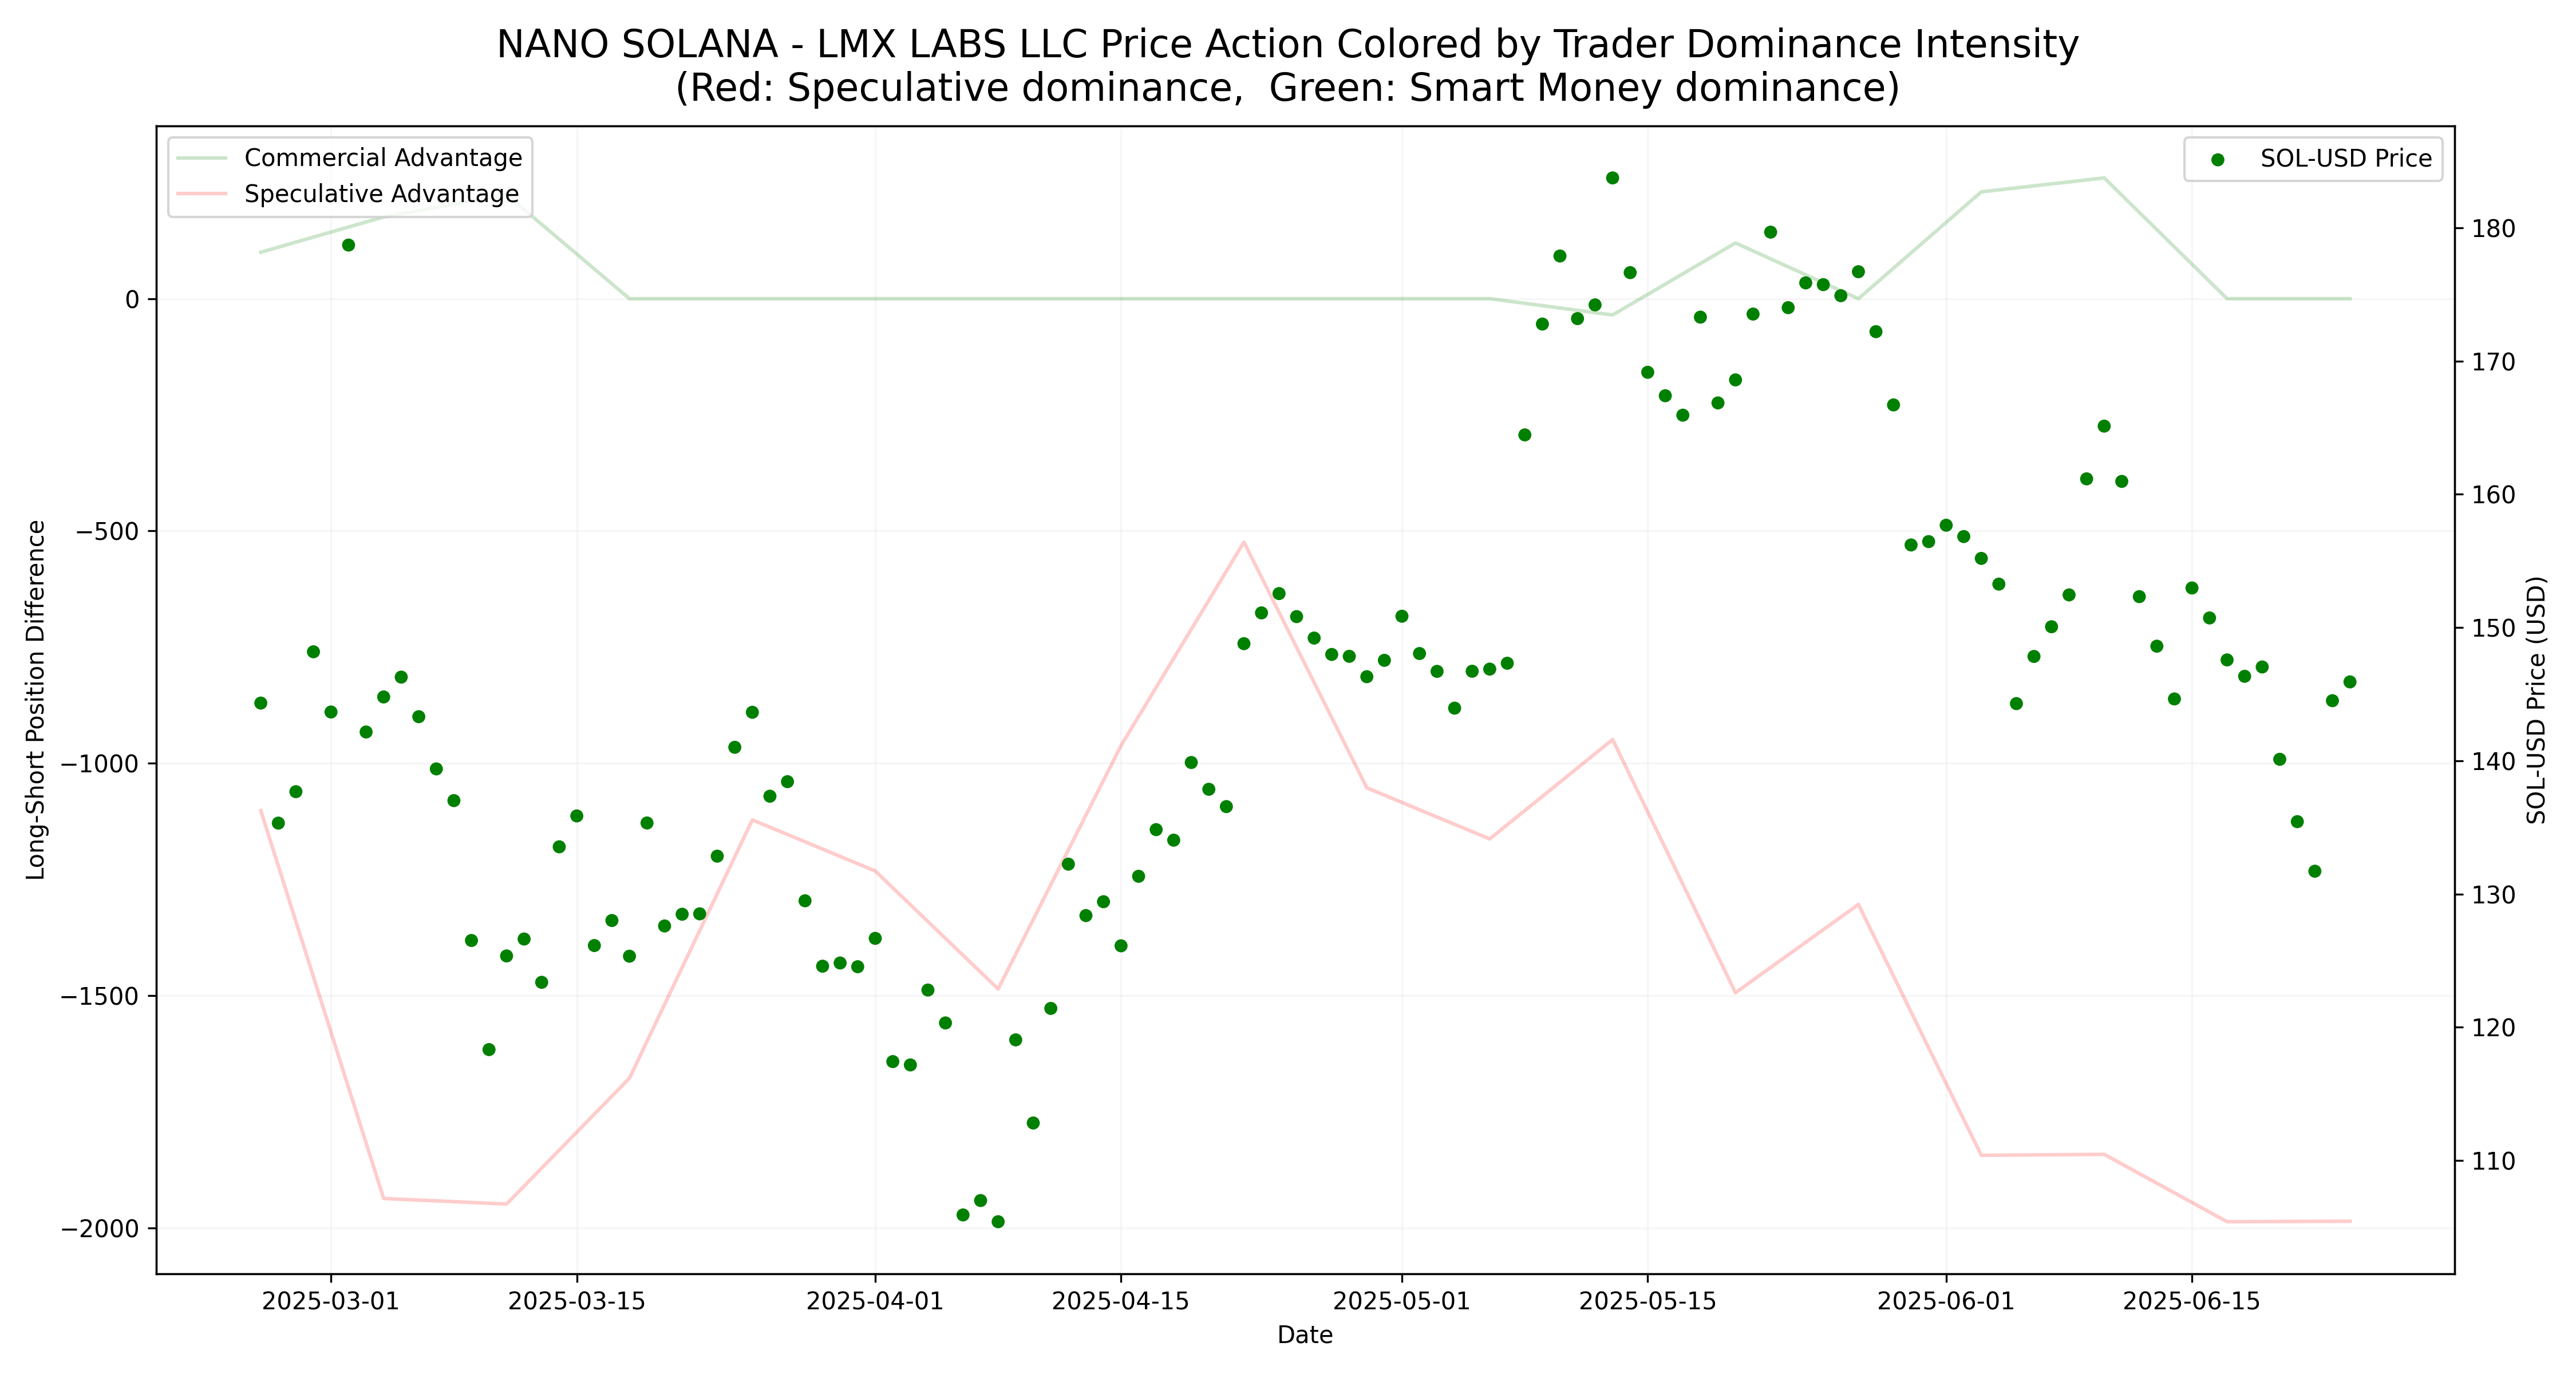 NANO SOLANA - LMX LABS LLC Price Action Colored by Trader Dominance Intensity
(Red: Speculative dominance,  Green: Smart Money dominance)
Commercial Advantage
Speculative Advantage
SOL-USD Price
0
−500
−1000
−1500
−2000
Long-Short Position Difference
180
170
160
150
140
130
120
110
SOL-USD Price (USD)
2025-03-01
2025-03-15
2025-04-01
2025-04-15
2025-05-01
2025-05-15
2025-06-01
2025-06-15
Date